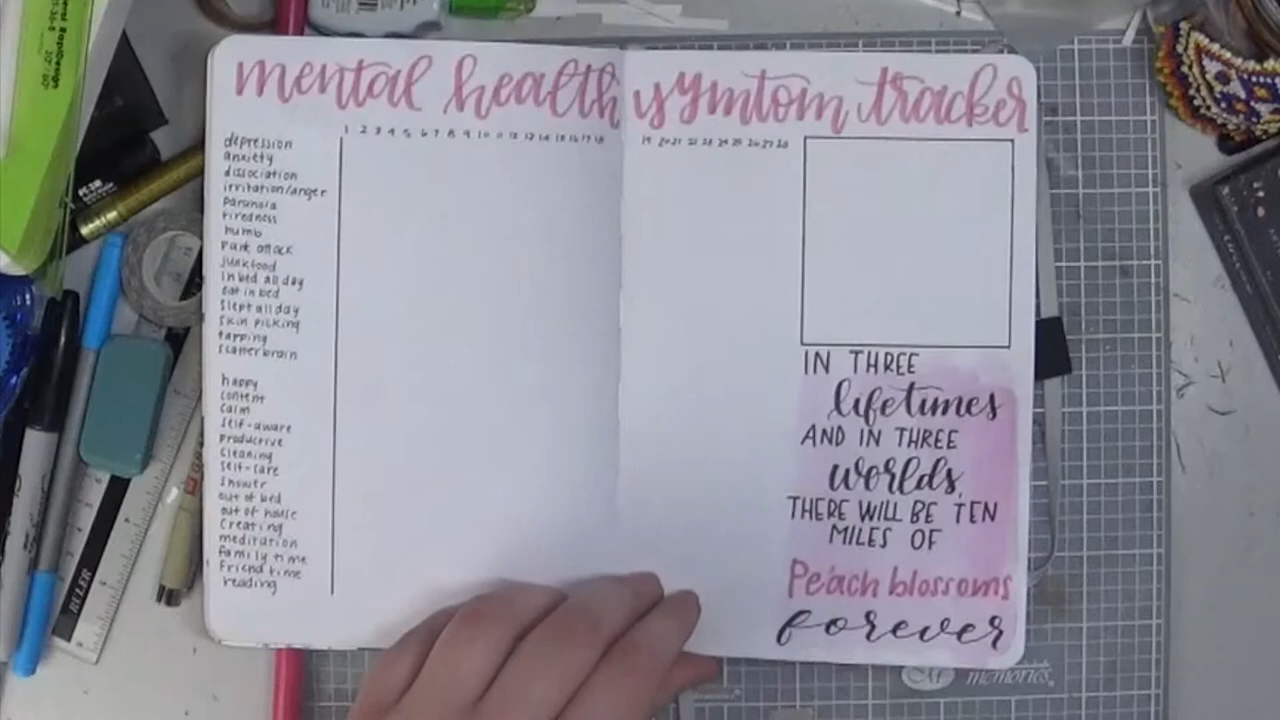 mental health symtom tracker
1 2 3 4 5 6 7 8 9 10 11 12 13 14 15 16 17 18 19 20 21 22 23 24 25 26 27 28
depression
anxiety
dissociation
irritation/anger
paranoia
tiredness
numb
panic attack
junkfood
in bed all day
eat in bed
slept all day
skin picking
tapping
scatterbrain
happy
content
calm
self-aware
productive
cleaning
self-care
shower
out of bed
out of house
creating
meditation
family time
friend time
reading
IN THREE
lifetimes
AND IN THREE
worlds,
THERE WILL BE TEN
MILES OF
Peach blossoms
forever
RULER
memories